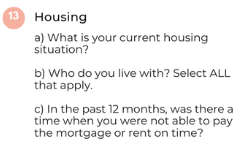 13 Housing
a) What is your current housing
situation?
b) Who do you live with? Select ALL
that apply.
c) In the past 12 months, was there a
time when you were not able to pay
the mortgage or rent on time?